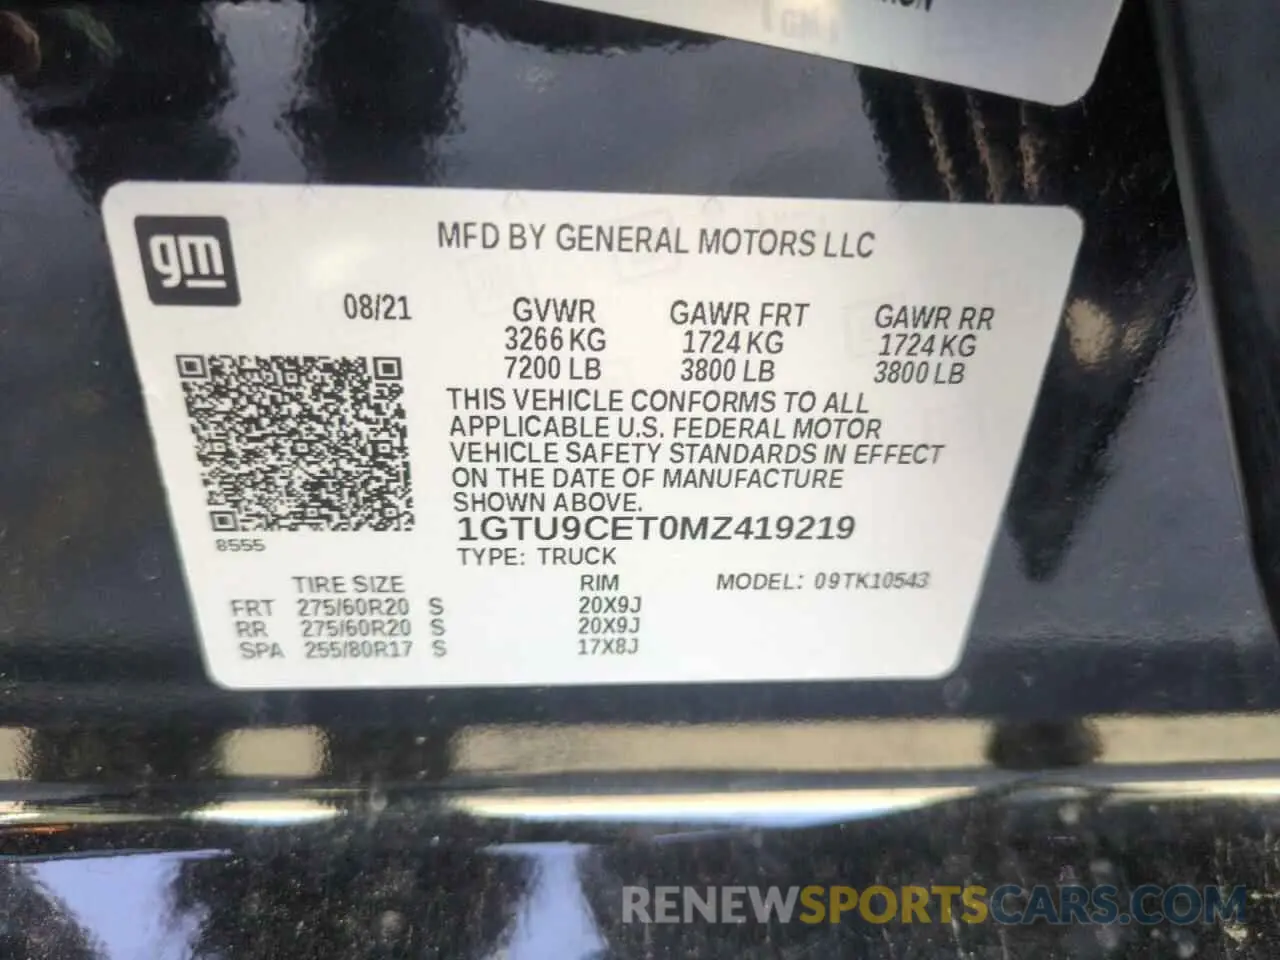 gm
MFD BY GENERAL MOTORS LLC
08/21
GVWR GAWR FRT GAWR RR
3266 KG 1724 KG 1724 KG
7200 LB 3800 LB 3800 LB
THIS VEHICLE CONFORMS TO ALL
APPLICABLE U.S. FEDERAL MOTOR
VEHICLE SAFETY STANDARDS IN EFFECT
ON THE DATE OF MANUFACTURE
SHOWN ABOVE.
1GTU9CET0MZ419219
8555
TYPE: TRUCK
TIRE SIZE RIM MODEL: 09TK10543
FRT 275/60R20 S 20X9J
RR 275/60R20 S 20X9J
SPA 255/80R17 S 17X8J
RENEWSPORTSCARS.COM